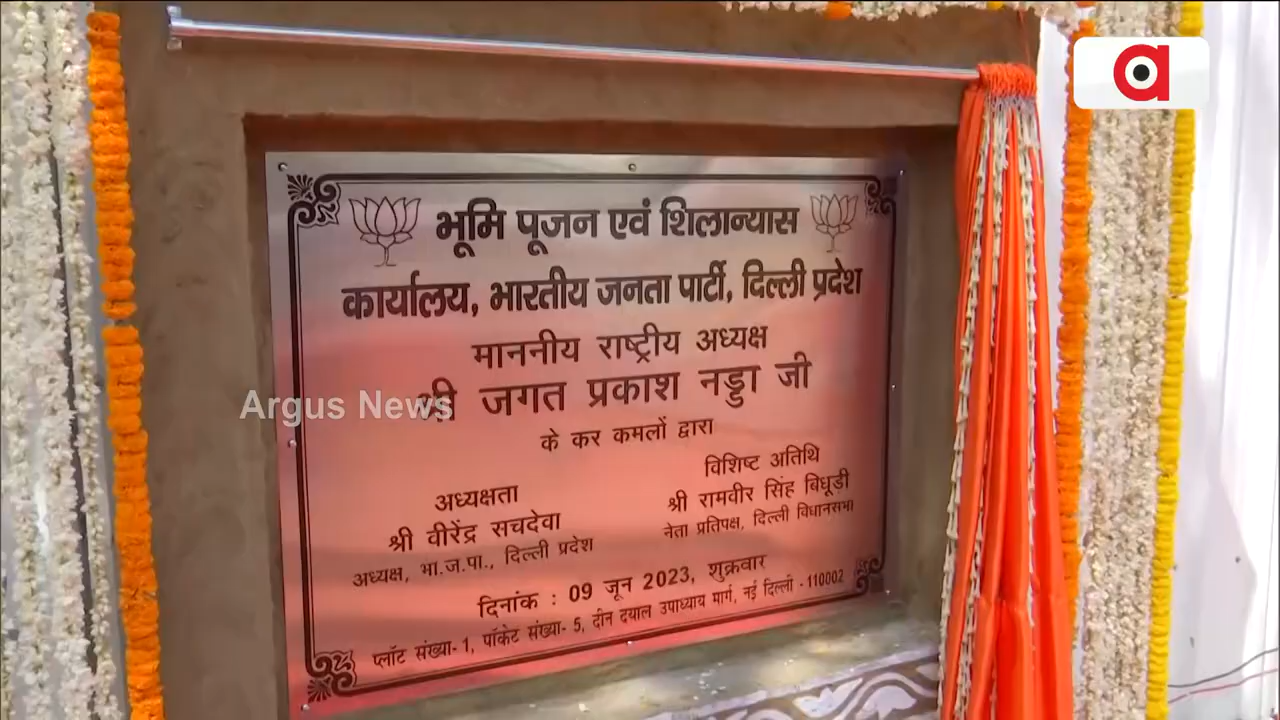 भूमि पूजन एवं शिलान्यास
कार्यालय, भारतीय जनता पार्टी, दिल्ली प्रदेश
माननीय राष्ट्रीय अध्यक्ष
श्री जगत प्रकाश नड्डा जी
के कर कमलों द्वारा
अध्यक्षता
श्री वीरेंद्र सचदेवा
अध्यक्ष, भा.ज.पा., दिल्ली प्रदेश
विशिष्ट अतिथि
श्री रामवीर सिंह बिधूडी
नेता प्रतिपक्ष, दिल्ली विधानसभा
दिनांक : 09 जून 2023, शुक्रवार
प्लॉट संख्या- 1, पॉकेट संख्या- 5, दीन दयाल उपाध्याय मार्ग, नई दिल्ली - 110002
Argus News
a